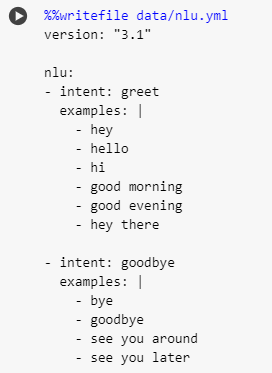 %%writefile data/nlu.yml
version: "3.1"

nlu:
- intent: greet
  examples: |
    - hey
    - hello
    - hi
    - good morning
    - good evening
    - hey there

- intent: goodbye
  examples: |
    - bye
    - goodbye
    - see you around
    - see you later